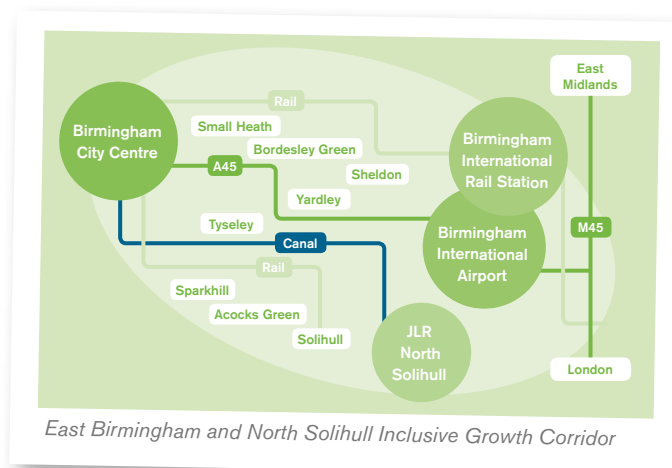 East
Midlands
Rail
Birmingham
City Centre
Small Heath
Bordesley Green
Birmingham
International
Rail Station
A45
Sheldon
Yardley
Tyseley
Canal
Birmingham
International
Airport
M45
Rail
Sparkhill
Acocks Green
Solihull
JLR
North
Solihull
London
East Birmingham and North Solihull Inclusive Growth Corridor